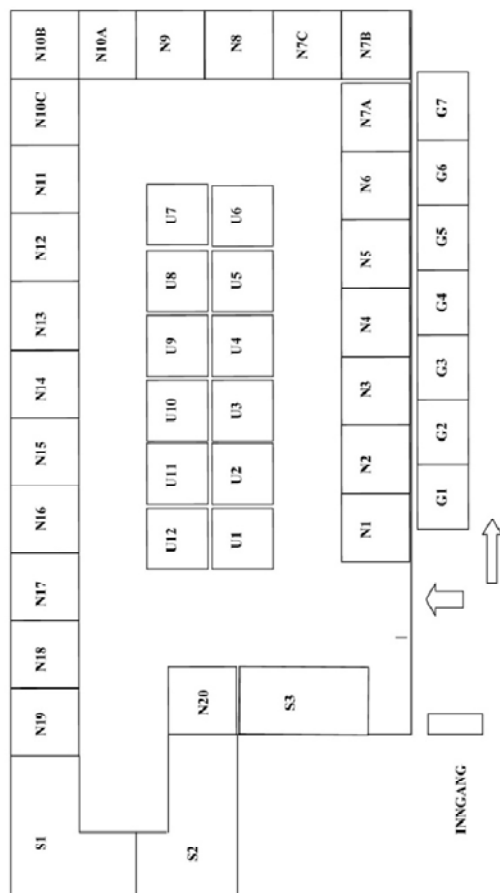 S1 N19 N18 N17 N16 N15 N14 N13 N12 N11 N10C N10B
N10A
U12 U11 U10 U9 U8 U7 N9
S2 N20
U1 U2 U3 U4 U5 U6 N8
S3 N7C
N1 N2 N3 N4 N5 N6 N7A N7B
G1 G2 G3 G4 G5 G6 G7
INNGANG